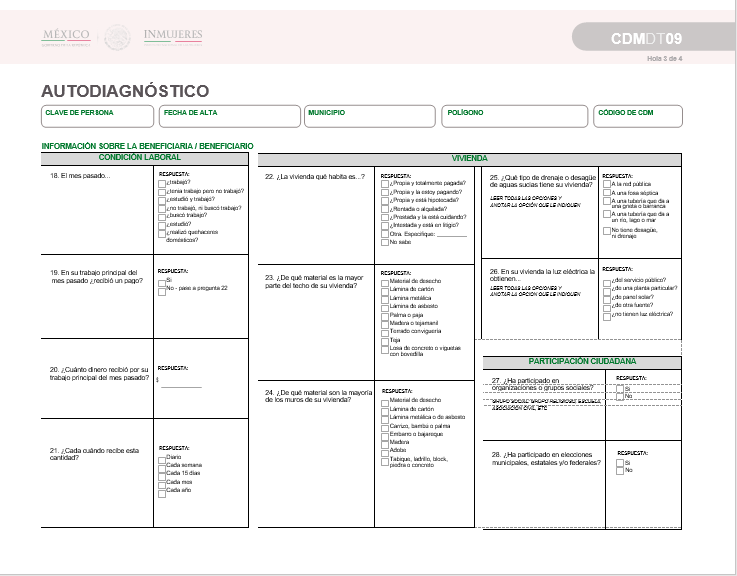 MÉXICO
INMUJERES
CDMDT09
Hoja 3 de 4
AUTODIAGNÓSTICO
CLAVE DE PERSONA
FECHA DE ALTA
MUNICIPIO
POLÍGONO
CÓDIGO DE CDM
INFORMACIÓN SOBRE LA BENEFICIARIA / BENEFICIARIO
CONDICIÓN LABORAL
18. El mes pasado...
RESPUESTA:
¿trabajó?
¿tenía trabajo pero no trabajó?
¿estudió y trabajó?
¿no trabajó, ni buscó trabajo?
¿buscó trabajo?
¿estudió?
¿realizó quehaceres
domésticos?
19. En su trabajo principal del
mes pasado ¿recibió un pago?
RESPUESTA:
Sí
No - pase a pregunta 22
20. ¿Cuánto dinero recibió por su
trabajo principal del mes pasado?
RESPUESTA:
$ ____________
21. ¿Cada cuándo recibe esta
cantidad?
RESPUESTA:
Diario
Cada semana
Cada 15 días
Cada mes
Cada año
VIVIENDA
22. ¿La vivienda qué habita es...?
RESPUESTA:
¿Propia y totalmente pagada?
¿Propia y la estoy pagando?
¿Propia y está hipotecada?
¿Rentada o alquilada?
¿Prestada y la está cuidando?
¿Intestada y está en litigio?
Otra. Especifique: _________
No sabe
23. ¿De qué material es la mayor
parte del techo de su vivienda?
RESPUESTA:
Material de desecho
Lámina de cartón
Lámina metálica
Lámina de asbesto
Palma o paja
Madera o tejamanil
Terrado con viguería
Teja
Losa de concreto o viguetas
con bovedilla
24. ¿De qué material son la mayoría
de los muros de su vivienda?
RESPUESTA:
Material de desecho
Lámina de cartón
Lámina metálica o de asbesto
Carrizo, bambú o palma
Embarro o bajareque
Madera
Adobe
Tabique, ladrillo, block,
piedra o concreto
25. ¿Qué tipo de drenaje o desagüe
de aguas sucias tiene su vivienda?
LEER TODAS LAS OPCIONES Y
ANOTAR LA OPCIÓN QUE LE INDIQUEN
RESPUESTA:
A la red pública
A una fosa séptica
A una tubería que da a
una grieta o barranca
A una tubería que da a
un río, lago o mar
No tiene desagüe,
ni drenaje
26. En su vivienda la luz eléctrica la
obtienen...
LEER TODAS LAS OPCIONES Y
ANOTAR LA OPCIÓN QUE LE INDIQUEN
RESPUESTA:
¿del servicio público?
¿de una planta particular?
¿de panel solar?
¿de otra fuente?
¿no tienen luz eléctrica?
PARTICIPACIÓN CIUDADANA
27. ¿Ha participado en
organizaciones o grupos sociales?
GRUPO SOCIAL, GRUPO RELIGIOSO, ESCUELA,
ASOCIACIÓN CIVIL, ETC
RESPUESTA:
Sí
No
28. ¿Ha participado en elecciones
municipales, estatales y/o federales?
RESPUESTA:
Sí
No